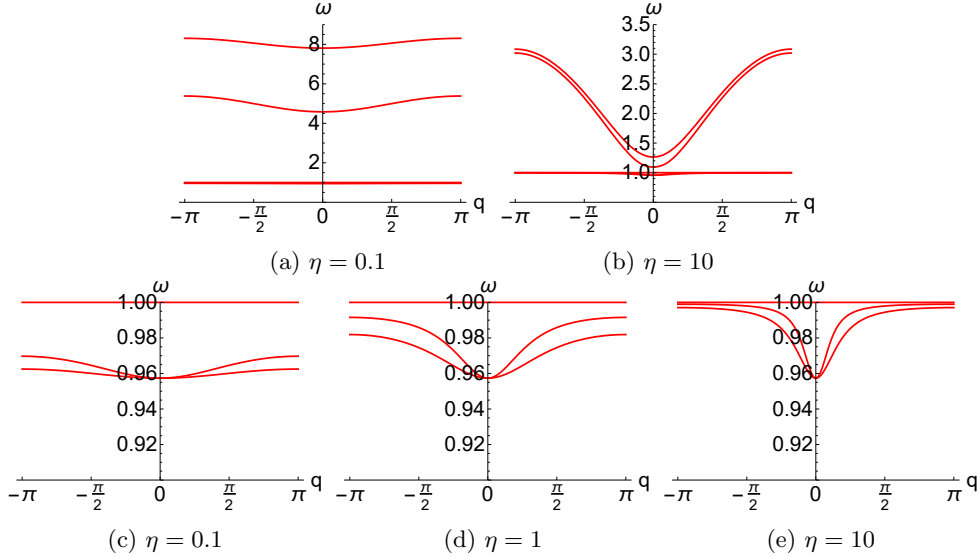 ω
8
6
4
2
−π
−π/2
0
π/2
π
q
(a) η = 0.1
ω
3.5
3.0
2.5
2.0
1.5
1.0
−π
−π/2
0
π/2
π
q
(b) η = 10
ω
1.00
0.98
0.96
0.94
0.92
−π
−π/2
0
π/2
π
q
(c) η = 0.1
ω
1.00
0.98
0.96
0.94
0.92
−π
−π/2
0
π/2
π
q
(d) η = 1
ω
1.00
0.98
0.96
0.94
0.92
−π
−π/2
0
π/2
π
q
(e) η = 10